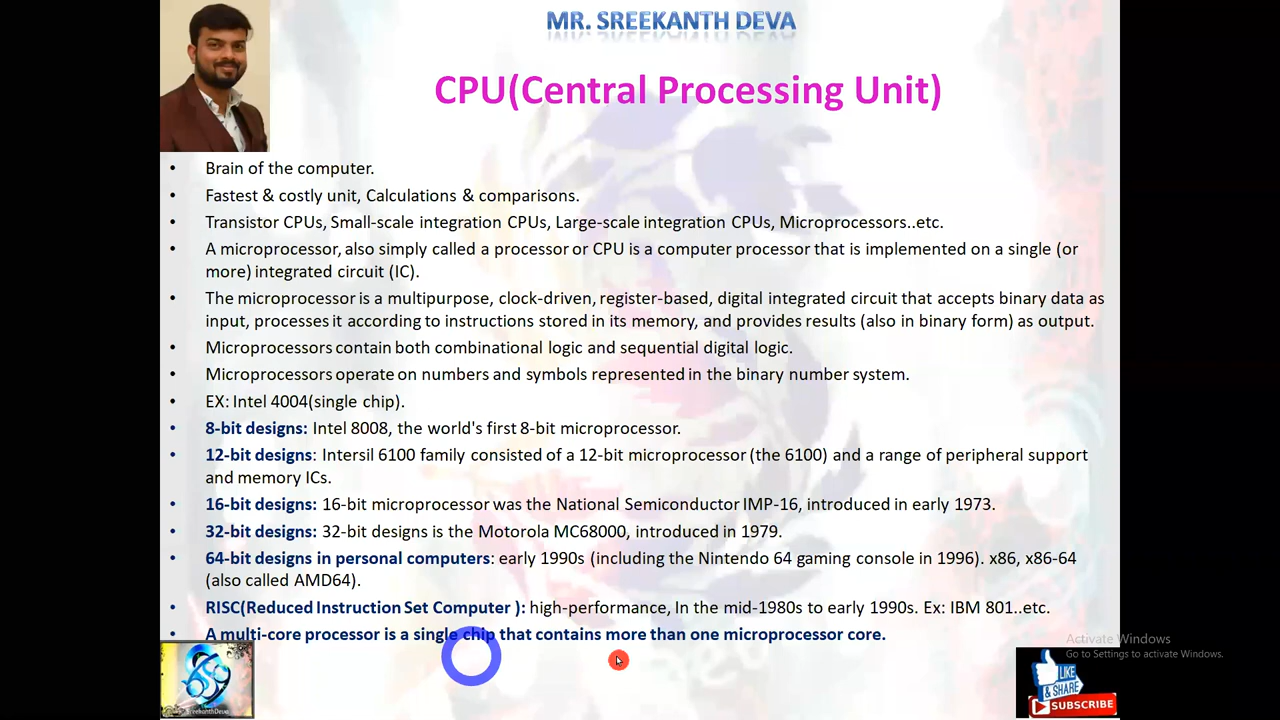 MR. SREEKANTH DEVA
CPU(Central Processing Unit)
• Brain of the computer.
• Fastest & costly unit, Calculations & comparisons.
• Transistor CPUs, Small-scale integration CPUs, Large-scale integration CPUs, Microprocessors..etc.
• A microprocessor, also simply called a processor or CPU is a computer processor that is implemented on a single (or
more) integrated circuit (IC).
• The microprocessor is a multipurpose, clock-driven, register-based, digital integrated circuit that accepts binary data as
input, processes it according to instructions stored in its memory, and provides results (also in binary form) as output.
• Microprocessors contain both combinational logic and sequential digital logic.
• Microprocessors operate on numbers and symbols represented in the binary number system.
• EX: Intel 4004(single chip).
• 8-bit designs: Intel 8008, the world's first 8-bit microprocessor.
• 12-bit designs: Intersil 6100 family consisted of a 12-bit microprocessor (the 6100) and a range of peripheral support
and memory ICs.
• 16-bit designs: 16-bit microprocessor was the National Semiconductor IMP-16, introduced in early 1973.
• 32-bit designs: 32-bit designs is the Motorola MC68000, introduced in 1979.
• 64-bit designs in personal computers: early 1990s (including the Nintendo 64 gaming console in 1996). x86, x86-64
(also called AMD64).
• RISC(Reduced Instruction Set Computer ): high-performance, In the mid-1980s to early 1990s. Ex: IBM 801..etc.
• A multi-core processor is a single chip that contains more than one microprocessor core.
Activate Windows
Go to Settings to activate Windows.
LIKE
& SHARE
SUBSCRIBE
SreekanthDeva